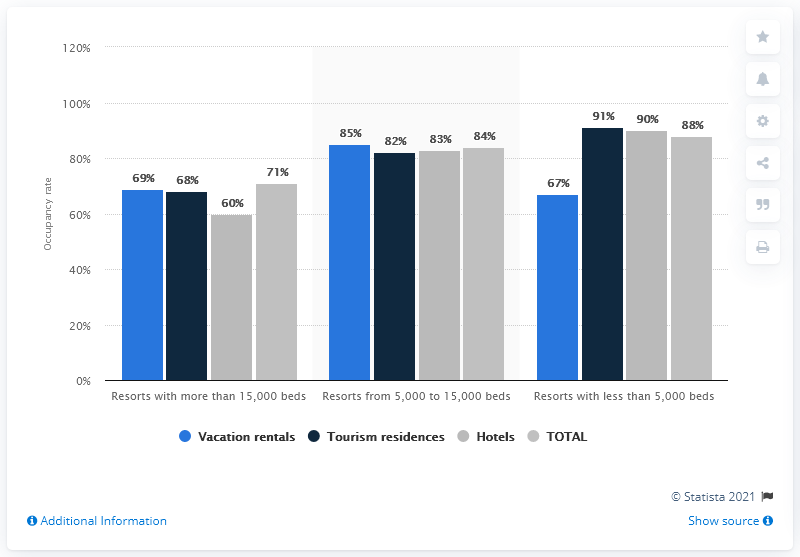 120%
100%
80%
60%
40%
20%
0%
Occupancy rate
69% 68% 60% 71%
85% 82% 83% 84%
67% 91% 90% 88%
Resorts with more than 15,000 beds Resorts from 5,000 to 15,000 beds Resorts with less than 5,000 beds
Vacation rentals Tourism residences Hotels TOTAL
© Statista 2021
Additional Information Show source